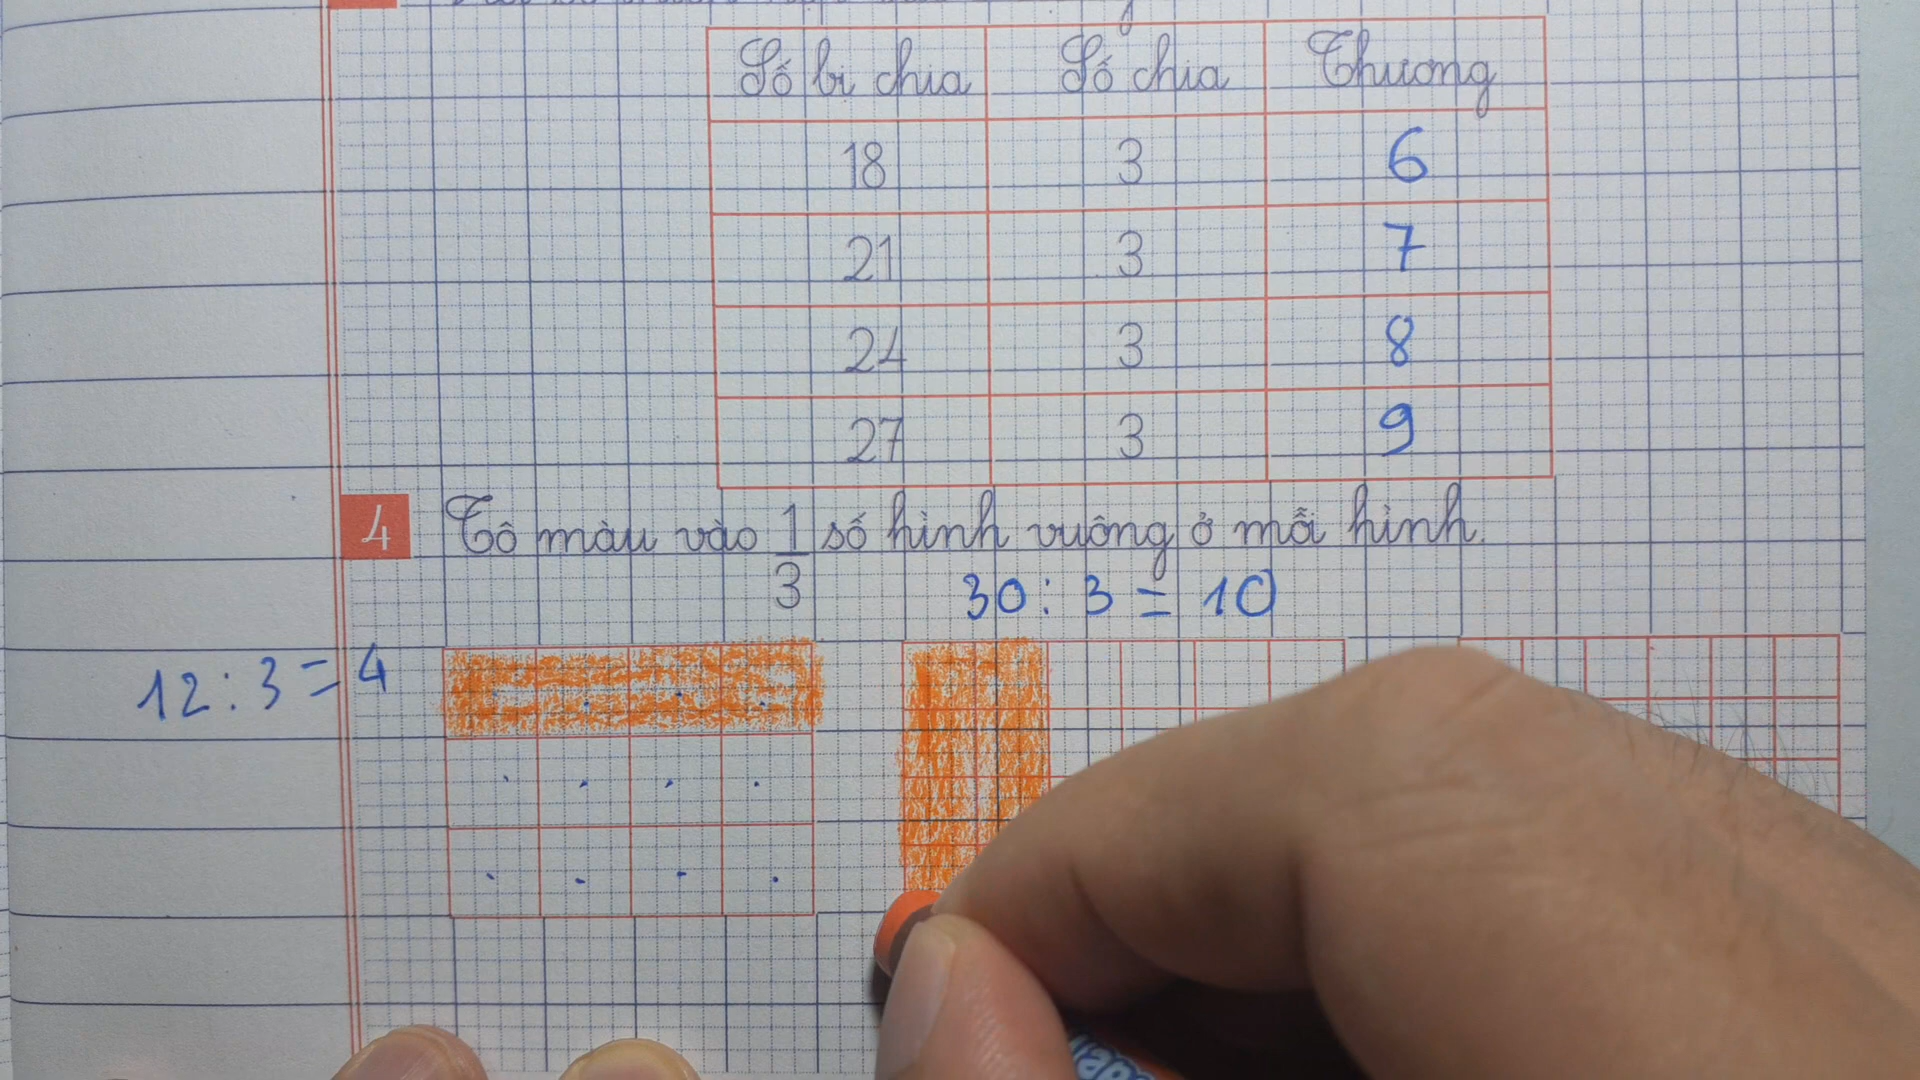 Số bị chia Số chia Thương
18 3 6
21 3 7
24 3 8
27 3 9
4 Tô màu vào 1/3 số hình vuông ở mỗi hình.
30 : 3 = 10
12 : 3 = 4